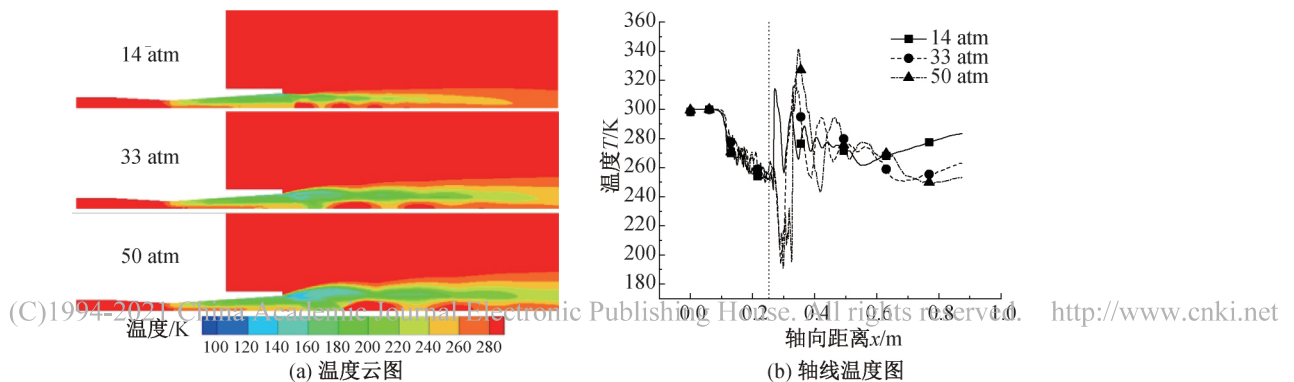 14 atm
33 atm
50 atm
温度/K
100 120 140 160 180 200 220 240 260 280
(a) 温度云图
360
340
320
300
280
260
240
220
200
180
温度T/K
14 atm
33 atm
50 atm
0 0.2 0.4 0.6 0.8 1.0
轴向距离x/m
(b) 轴线温度图
(C)1994-2021 China Academic Journal Electronic Publishing House. All rights reserved. http://www.cnki.net